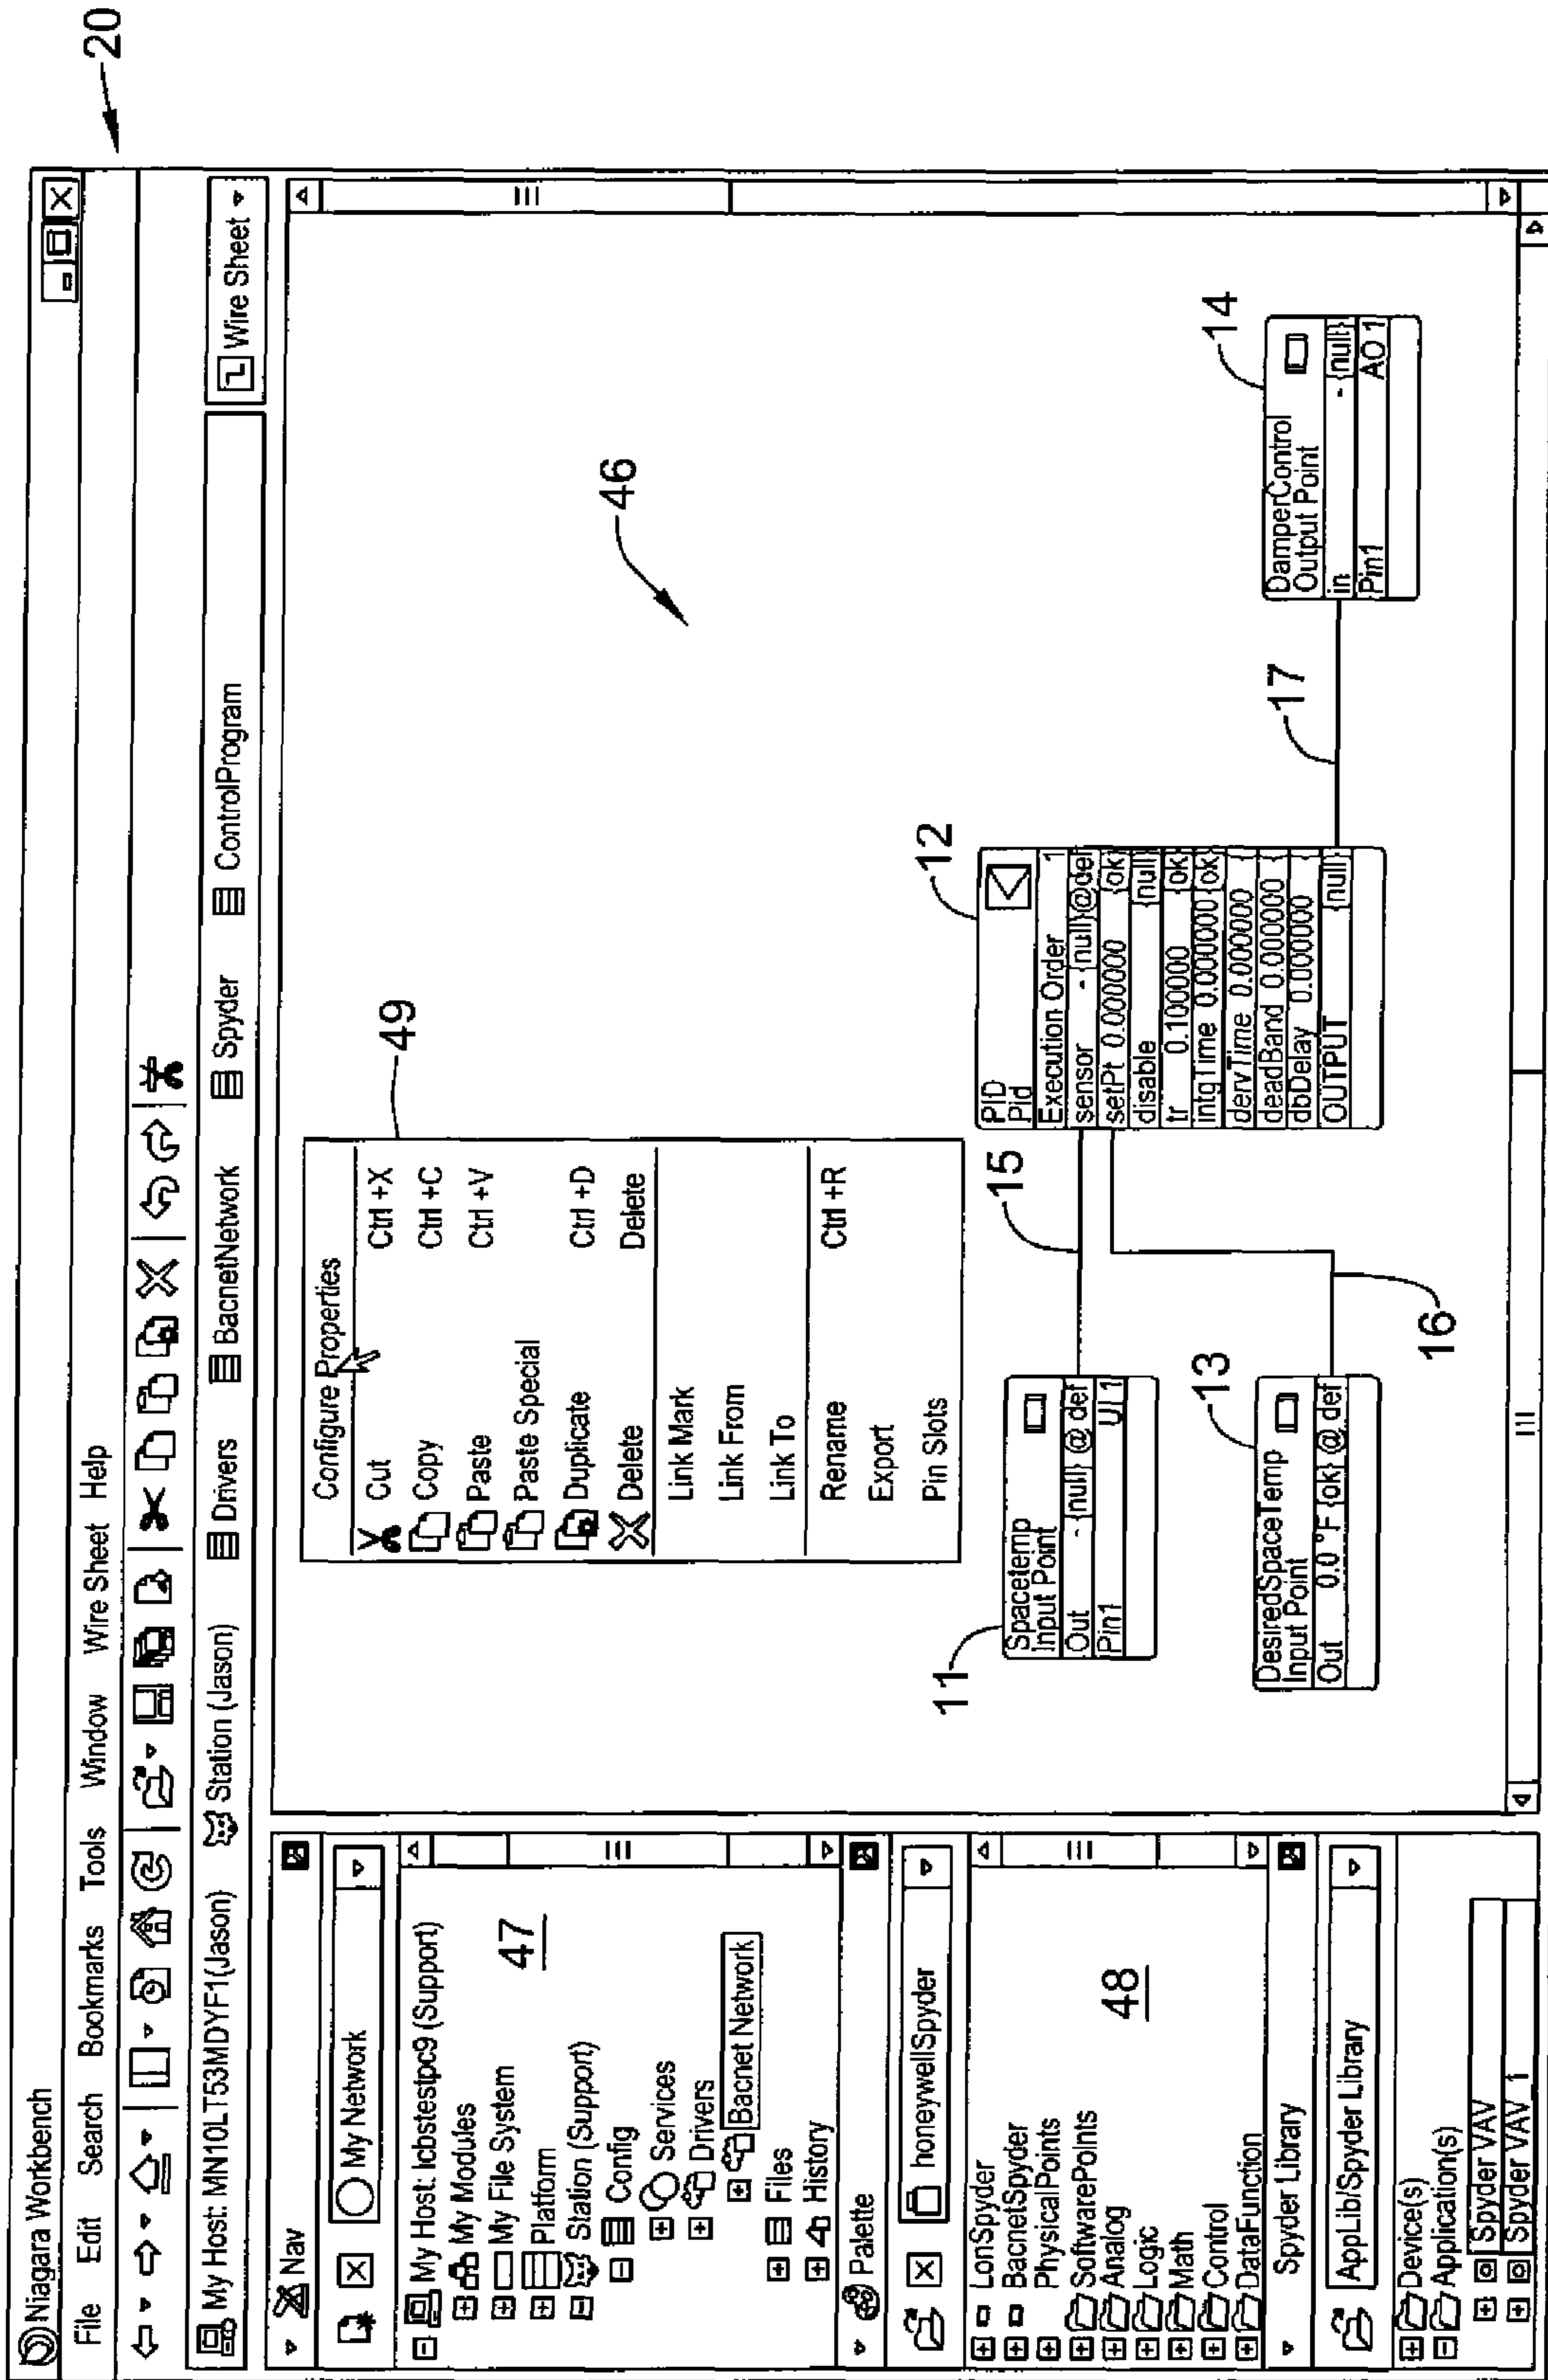 20
Niagara Workbench
File Edit Search Bookmarks Tools Window Wire Sheet Help
My Host: MN10LT53MDYF1(Jason) Station (Jason) Drivers BacnetNetwork Spyder ControlProgram Wire Sheet
Nav
My Network
My Host: lcbstestpc9 (Support)
My Modules
My File System
Platform
Station (Support)
Config
Services
Drivers
Bacnet Network
Files
History
47
Palette
honeywellSpyder
LonSpyder
BacnetSpyder
PhysicalPoints
SoftwarePoints
Analog
Logic
Math
Control
DataFunction
48
Spyder Library
AppLib|Spyder Library
Device(s)
Application(s)
Spyder VAV
Spyder VAV_1
Configure Properties
Cut Ctrl +X
Copy Ctrl +C
Paste Ctrl +V
Paste Special
Duplicate Ctrl +D
Delete Delete
Link Mark
Link From
Link To
Rename Ctrl +R
Export
Pin Slots
49
46
11
Spacetemp
Input Point
Out - {null} @ def
Pin1 UI 1
15
13
DesiredSpaceTemp
Input Point
Out 0.0 °F {ok} @ def
16
12
PID
Pid
Execution Order 1
sensor - {null}@def
setPt 0.000000 {ok}
disable {null}
tr 0.100000 {ok}
intgTime 0.000000 {ok}
dervTime 0.000000 {
deadBand 0.000000 {
dbDelay 0.000000 {
OUTPUT {null}
17
14
DamperControl
Output Point
in - {null}
Pin1 AO 1